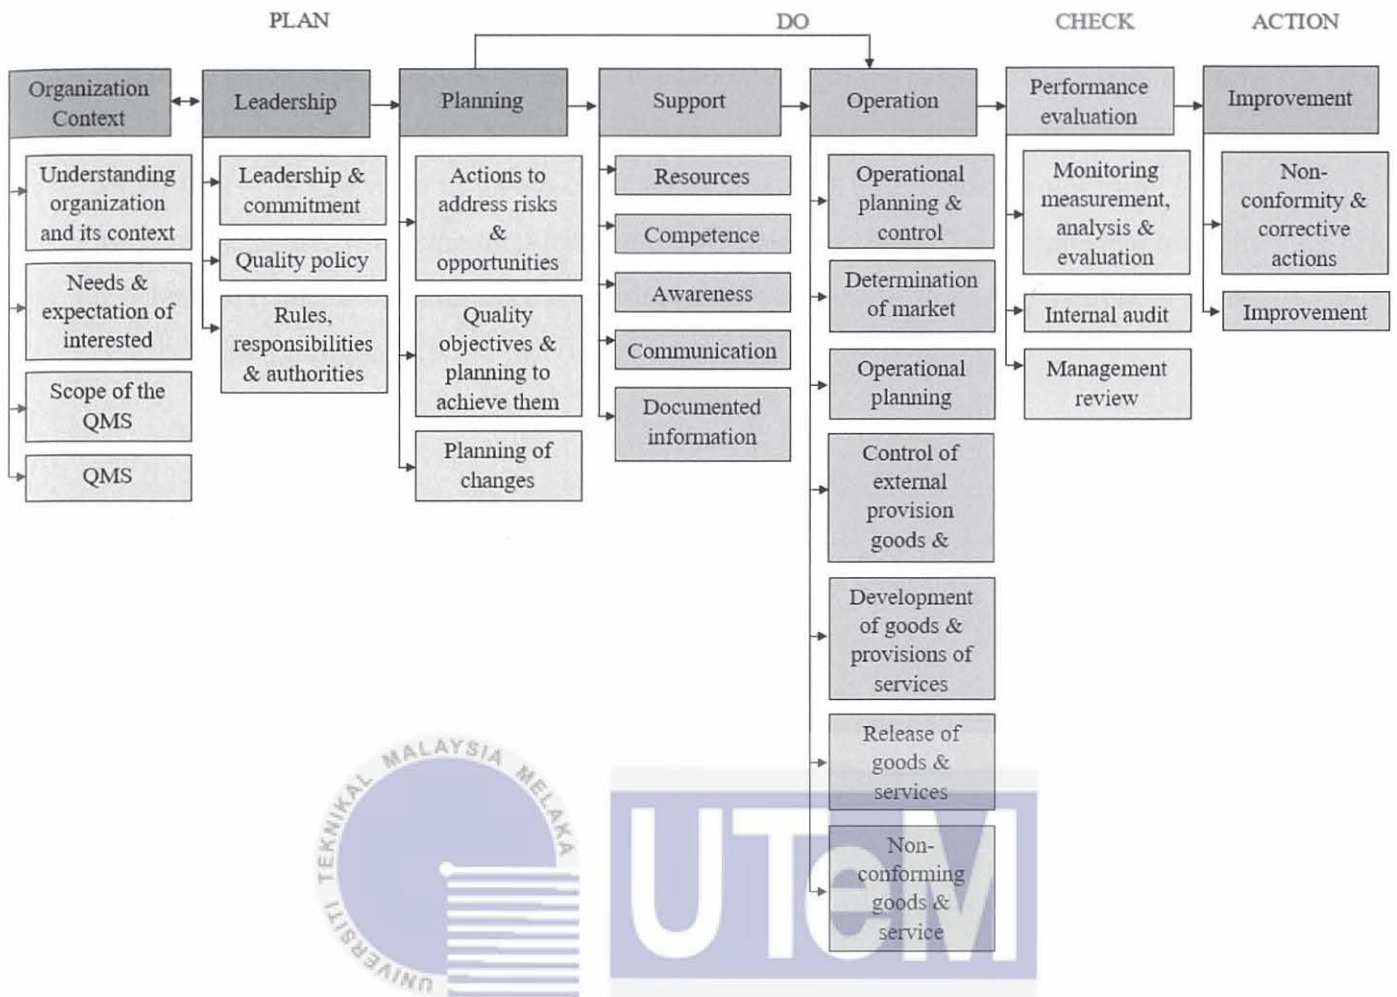 PLAN
DO
CHECK
ACTION
Organization
Context
Leadership
Planning
Support
Operation
Performance
evaluation
Improvement
Understanding
organization
and its context
Needs &
expectation of
interested
Scope of the
QMS
QMS
Leadership &
commitment
Quality policy
Rules,
responsibilities
& authorities
Actions to
address risks
&
opportunities
Quality
objectives &
planning to
achieve them
Planning of
changes
Resources
Competence
Awareness
Communication
Documented
information
Operational
planning &
control
Determination
of market
Operational
planning
Control of
external
provision
goods &
Development
of goods &
provisions of
services
Release of
goods &
services
Non-
conforming
goods &
service
Monitoring
measurement,
analysis &
evaluation
Internal audit
Management
review
Non-
conformity &
corrective
actions
Improvement
UNIVERSITI TEKNIKAL MALAYSIA MELAKA
UTeM